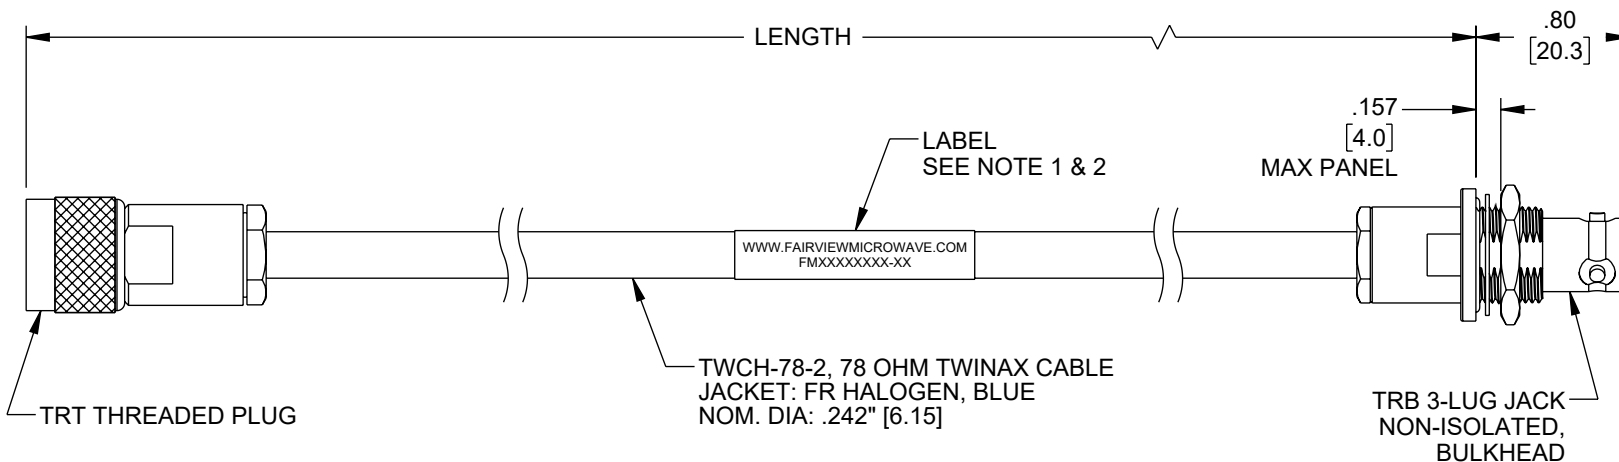 LENGTH
.80
[20.3]
.157
[4.0]
MAX PANEL
LABEL
SEE NOTE 1 & 2
WWW.FAIRVIEWMICROWAVE.COM
FMXXXXXXXX-XX
TWCH-78-2, 78 OHM TWINAX CABLE
JACKET: FR HALOGEN, BLUE
NOM. DIA: .242" [6.15]
TRT THREADED PLUG
TRB 3-LUG JACK
NON-ISOLATED,
BULKHEAD